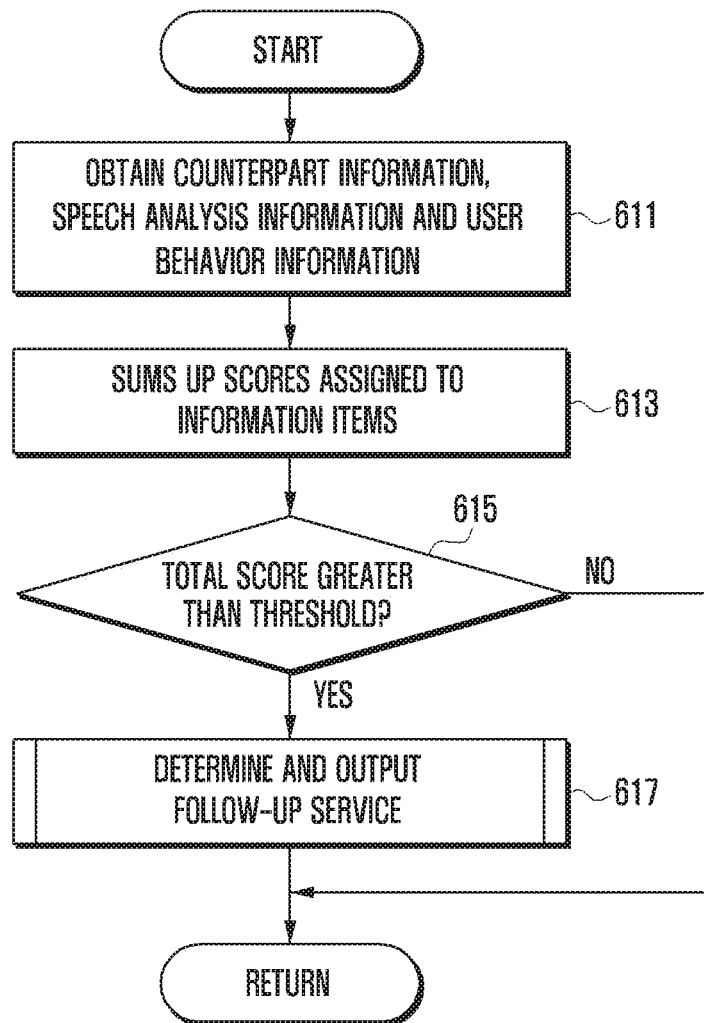 START
OBTAIN COUNTERPART INFORMATION,
SPEECH ANALYSIS INFORMATION AND USER
BEHAVIOR INFORMATION
611
SUMS UP SCORES ASSIGNED TO
INFORMATION ITEMS
613
615
TOTAL SCORE GREATER
THAN THRESHOLD?
NO
YES
DETERMINE AND OUTPUT
FOLLOW-UP SERVICE
617
RETURN